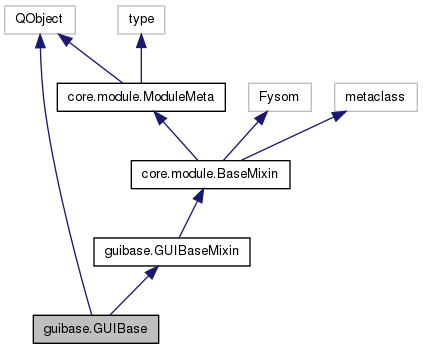 QObject
type
core.module.ModuleMeta
Fysom
metaclass
core.module.BaseMixin
guibase.GUIBaseMixin
guibase.GUIBase